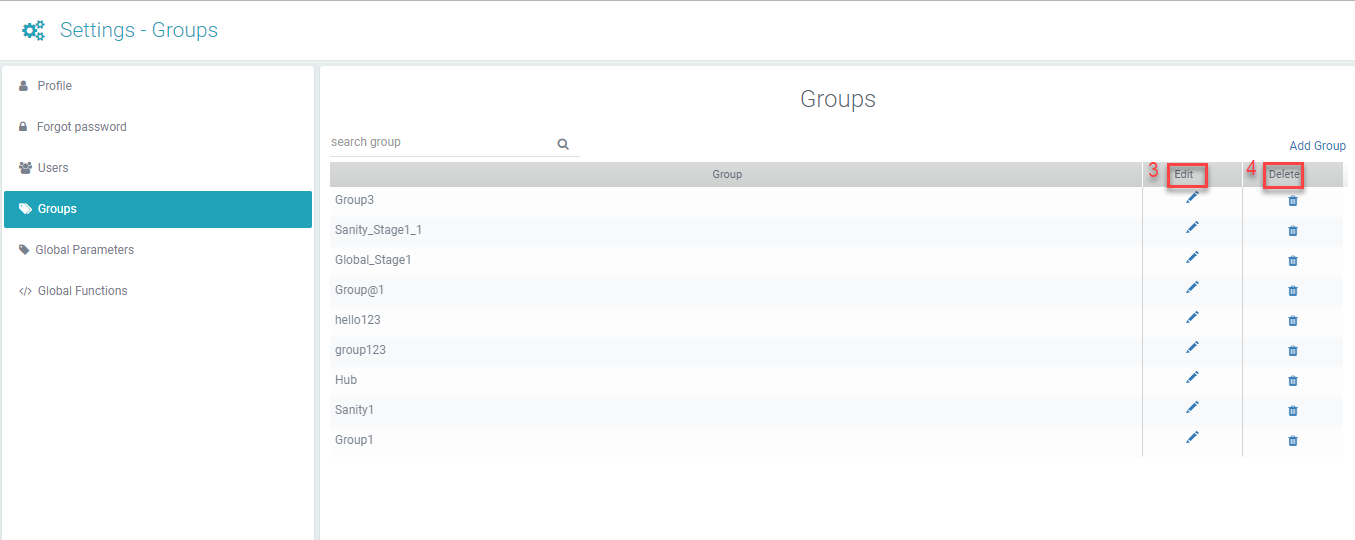 Settings - Groups
Profile
Forgot password
Users
Groups
Global Parameters
Global Functions
Groups
search group
Add Group
Group 3 Edit 4 Delete
Group3
Sanity_Stage1_1
Global_Stage1
Group@1
hello123
group123
Hub
Sanity1
Group1